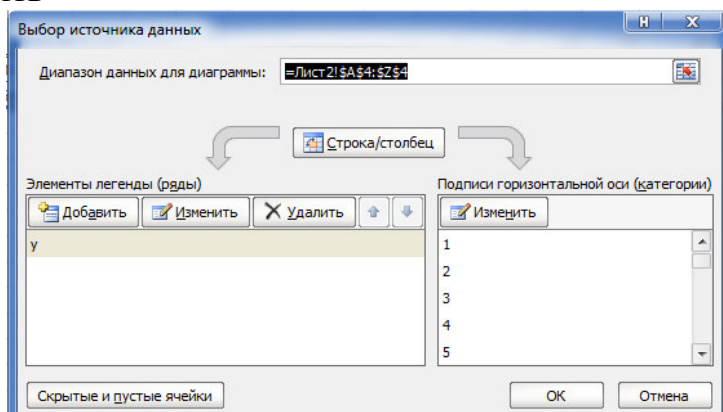 Выбор источника данных
Диапазон данных для диаграммы: =Лист2!$A$4:$Z$4
Строка/столбец
Элементы легенды (ряды)
Подписи горизонтальной оси (категории)
Добавить Изменить Удалить
Изменить
y
1
2
3
4
5
Скрытые и пустые ячейки
ОК Отмена